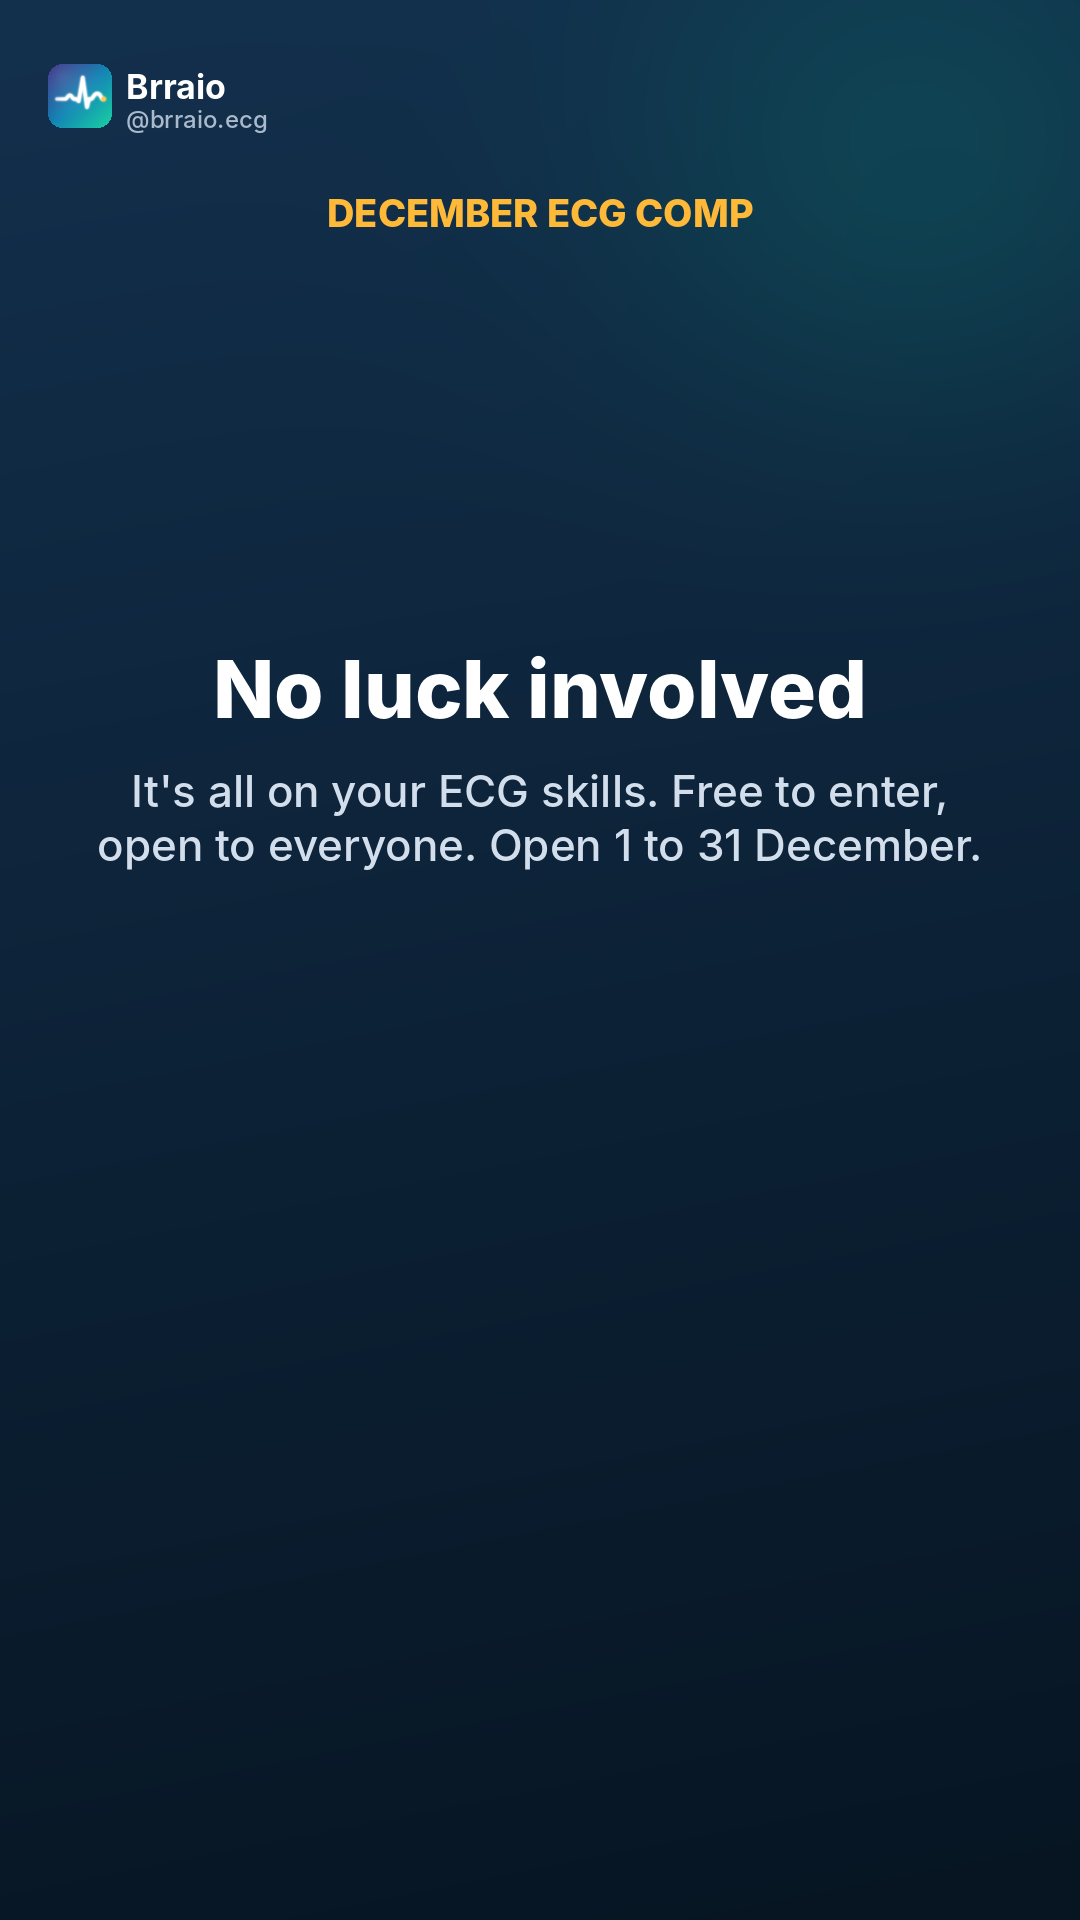 Brraio
@brraio.ecg
DECEMBER ECG COMP
No luck involved
It's all on your ECG skills. Free to enter,
open to everyone. Open 1 to 31 December.